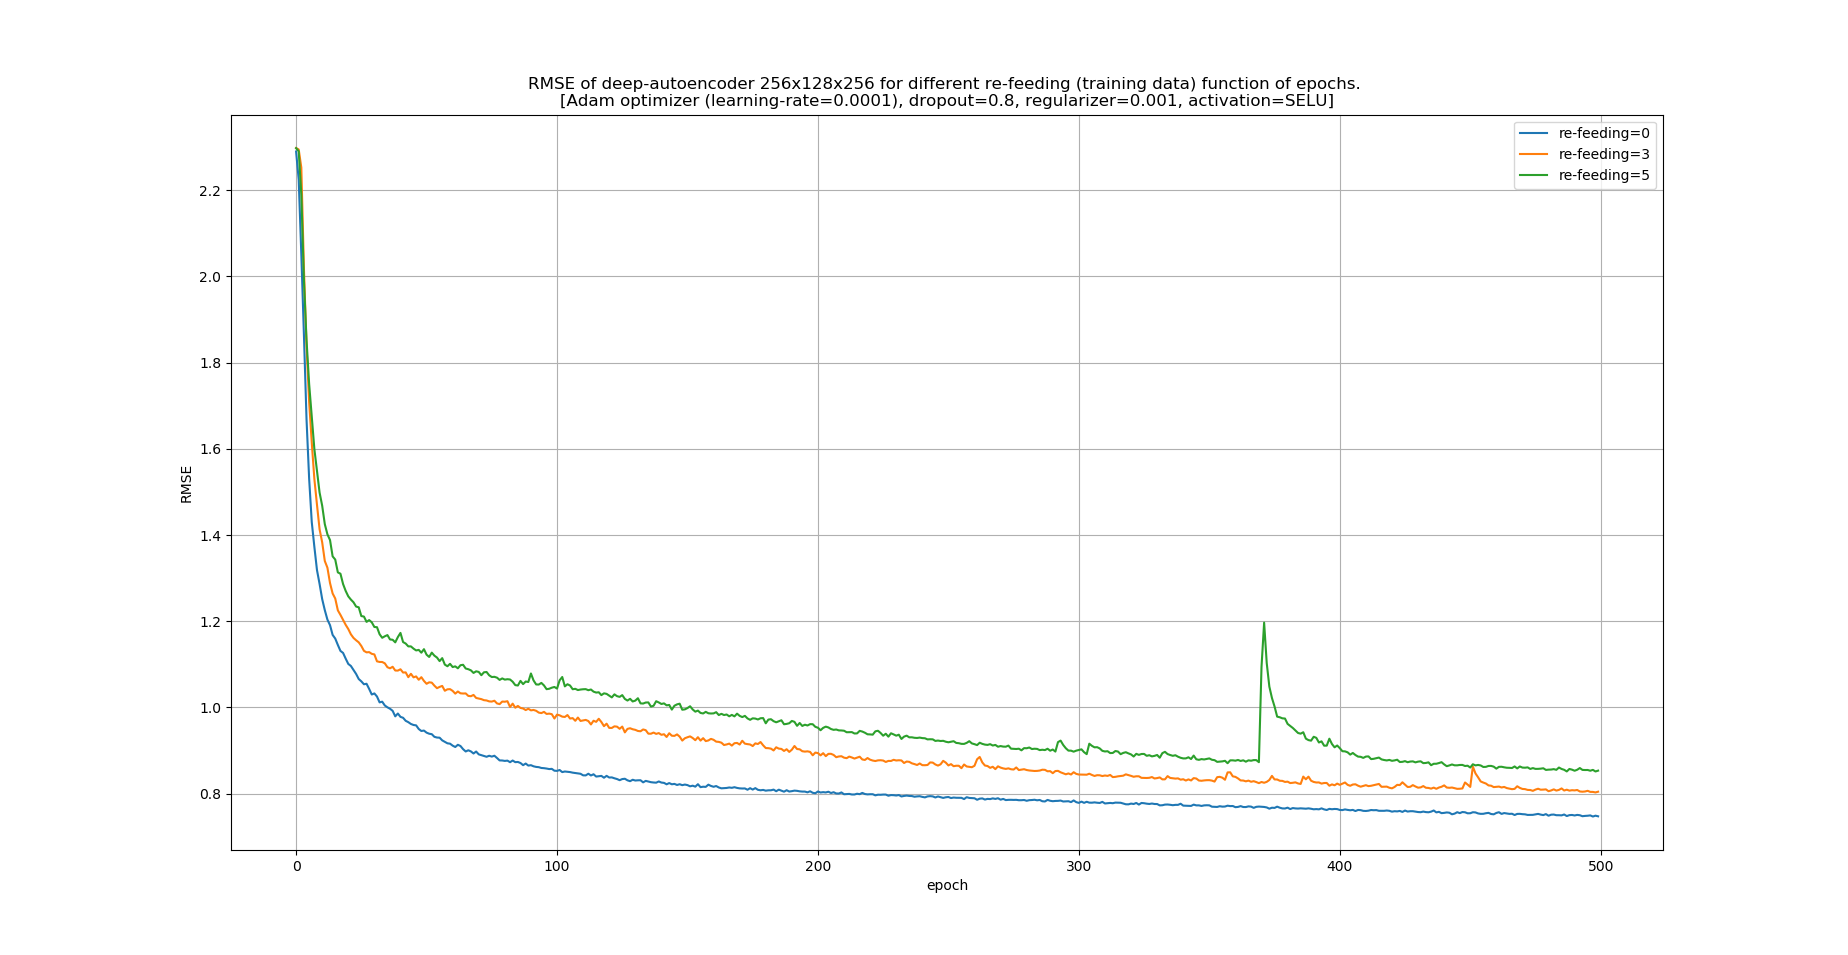 RMSE of deep-autoencoder 256x128x256 for different re-feeding (training data) function of epochs.
[Adam optimizer (learning-rate=0.0001), dropout=0.8, regularizer=0.001, activation=SELU]
re-feeding=0
re-feeding=3
re-feeding=5
2.2
2.0
1.8
1.6
1.4
1.2
1.0
0.8
RMSE
0
100
200
300
400
500
epoch